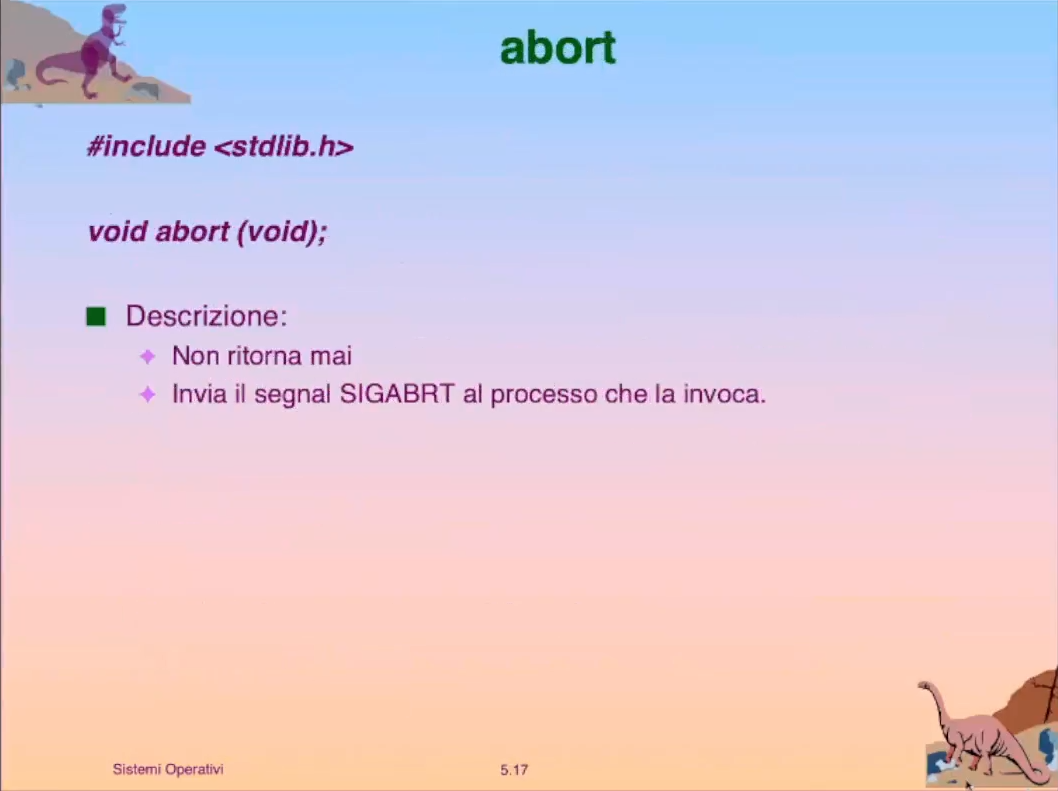 abort
#include <stdlib.h>
void abort (void);
Descrizione:
Non ritorna mai
Invia il segnal SIGABRT al processo che la invoca.
Sistemi Operativi
5.17